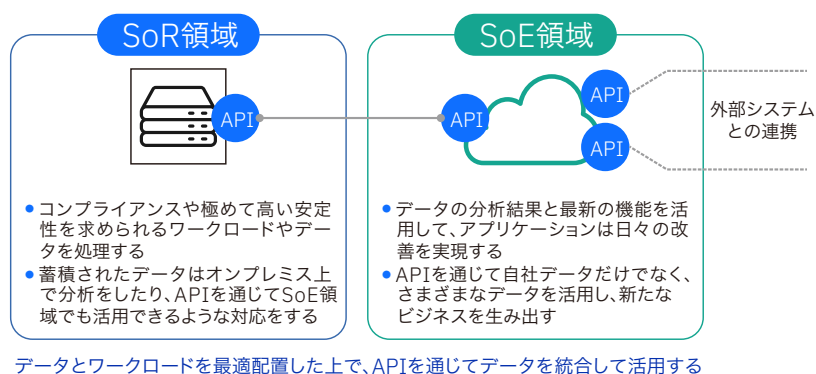 SoR領域
SoE領域
API
API
API
API
外部システム
との連携
コンプライアンスや極めて高い安定
性を求められるワークロードやデー
タを処理する
蓄積されたデータはオンプレミス上
で分析をしたり、APIを通じてSoE領
域でも活用できるような対応をする
データの分析結果と最新の機能を活
用して、アプリケーションは日々の改
善を実現する
APIを通じて自社データだけでなく、
さまざまなデータを活用し、新たな
ビジネスを生み出す
データとワークロードを最適配置した上で、APIを通じてデータを統合して活用する